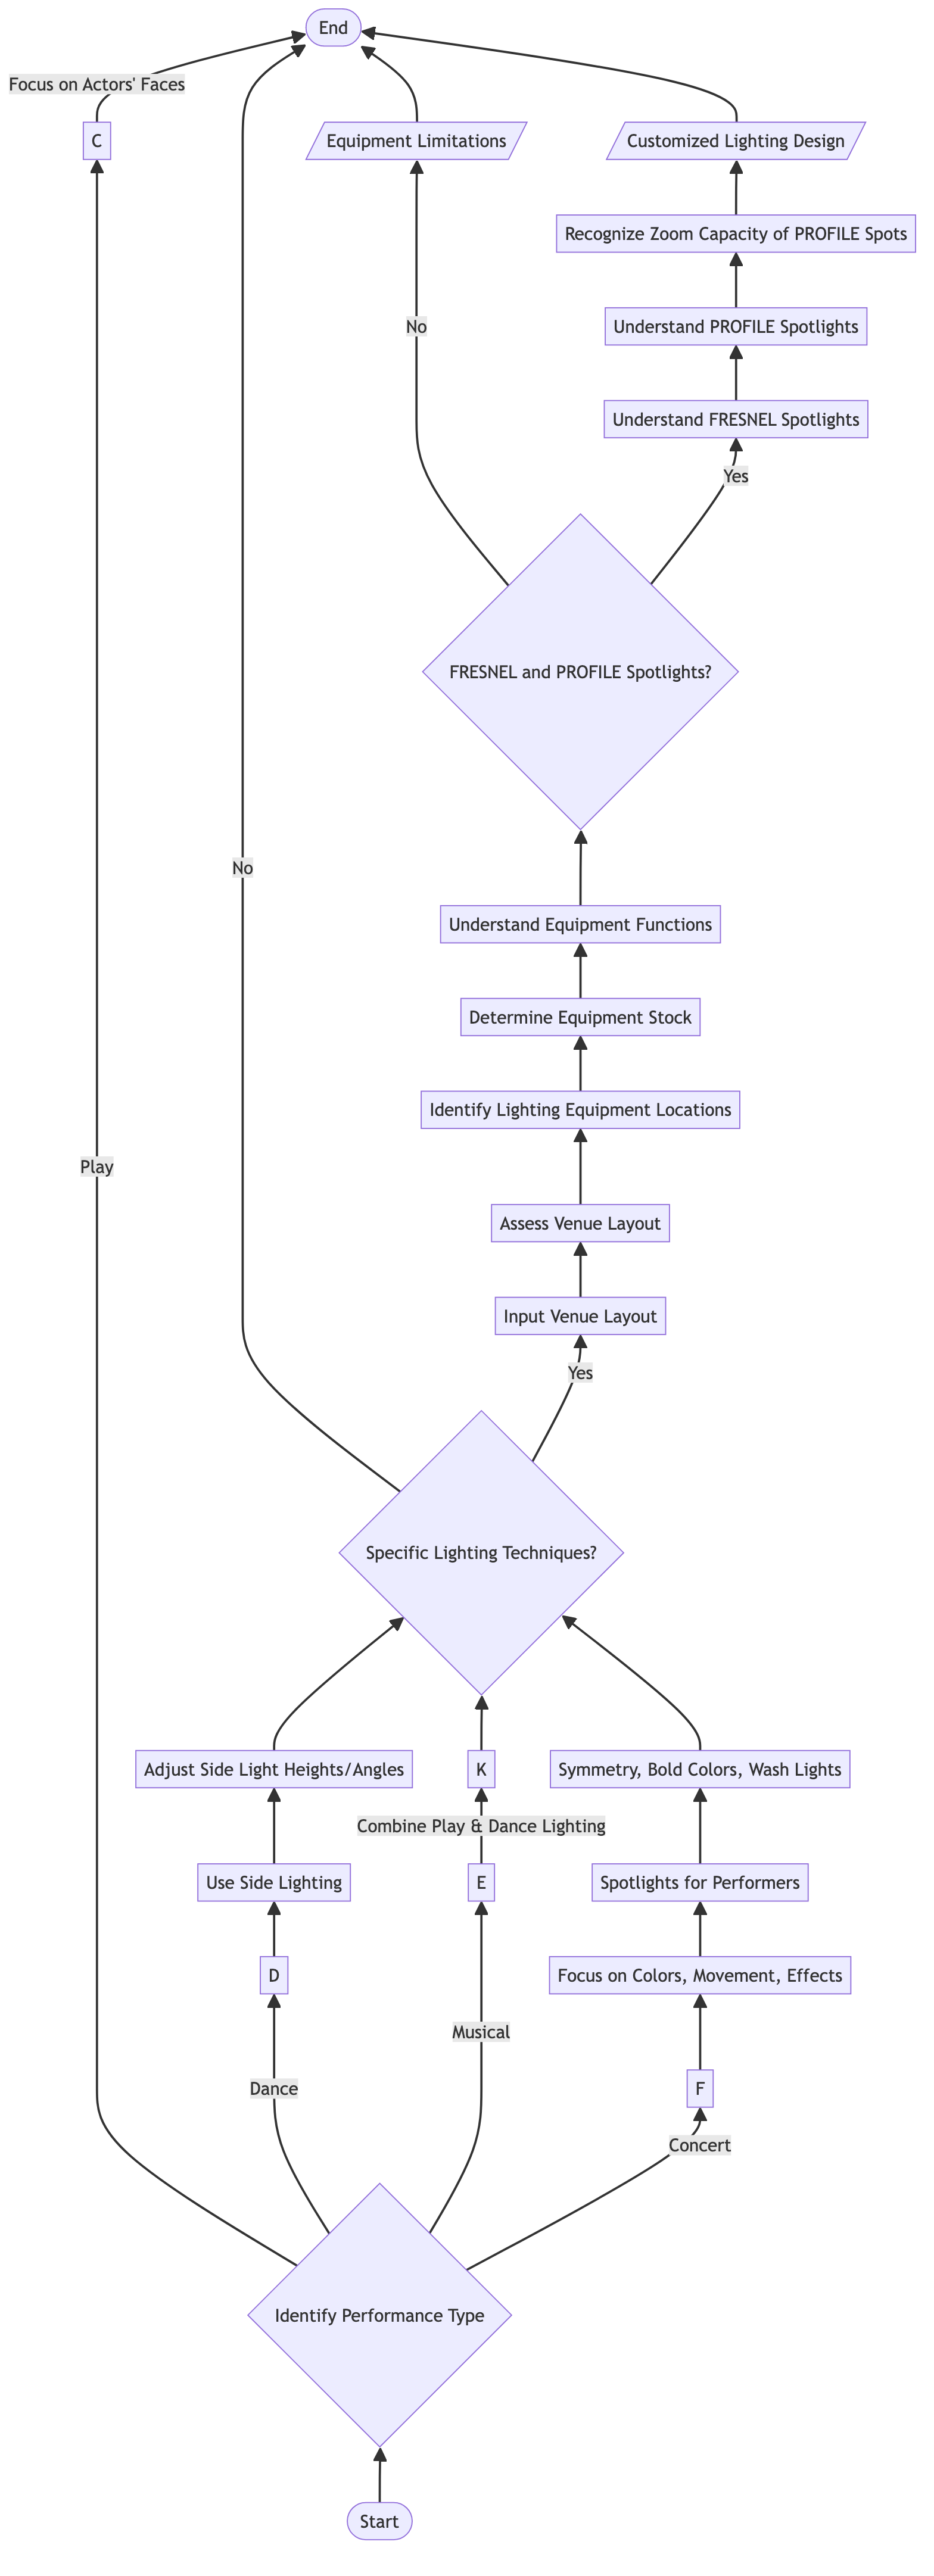 End
Focus on Actors' Faces
C
Equipment Limitations
Customized Lighting Design
Recognize Zoom Capacity of PROFILE Spots
No
Understand PROFILE Spotlights
Understand FRESNEL Spotlights
Yes
FRESNEL and PROFILE Spotlights?
No
Understand Equipment Functions
Determine Equipment Stock
Identify Lighting Equipment Locations
Play
Assess Venue Layout
Input Venue Layout
Yes
Specific Lighting Techniques?
Adjust Side Light Heights/Angles
K
Symmetry, Bold Colors, Wash Lights
Combine Play & Dance Lighting
Use Side Lighting
E
Spotlights for Performers
D
Focus on Colors, Movement, Effects
Musical
Dance
F
Concert
Identify Performance Type
Start